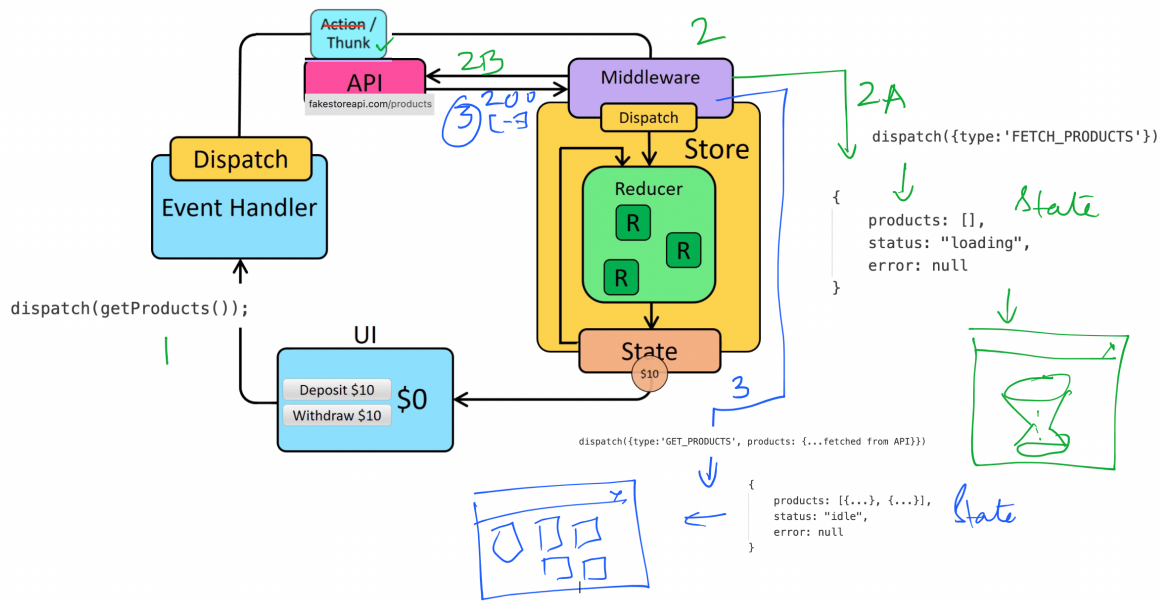 Action /
Thunk
2
2B
API
fakestoreapi.com/products
3
200
[-]
Middleware
Dispatch
Store
2A
dispatch({type:'FETCH_PRODUCTS'})
Dispatch
Event Handler
Reducer
R
R
R
{
products: [],
status: "loading",
error: null
}
State
dispatch(getProducts());
1
UI
Deposit $10
Withdraw $10
$0
State
$10
3
dispatch({type:'GET_PRODUCTS', products: {...fetched from API}})
{
products: [{...}, {...}],
status: "idle",
error: null
}
State